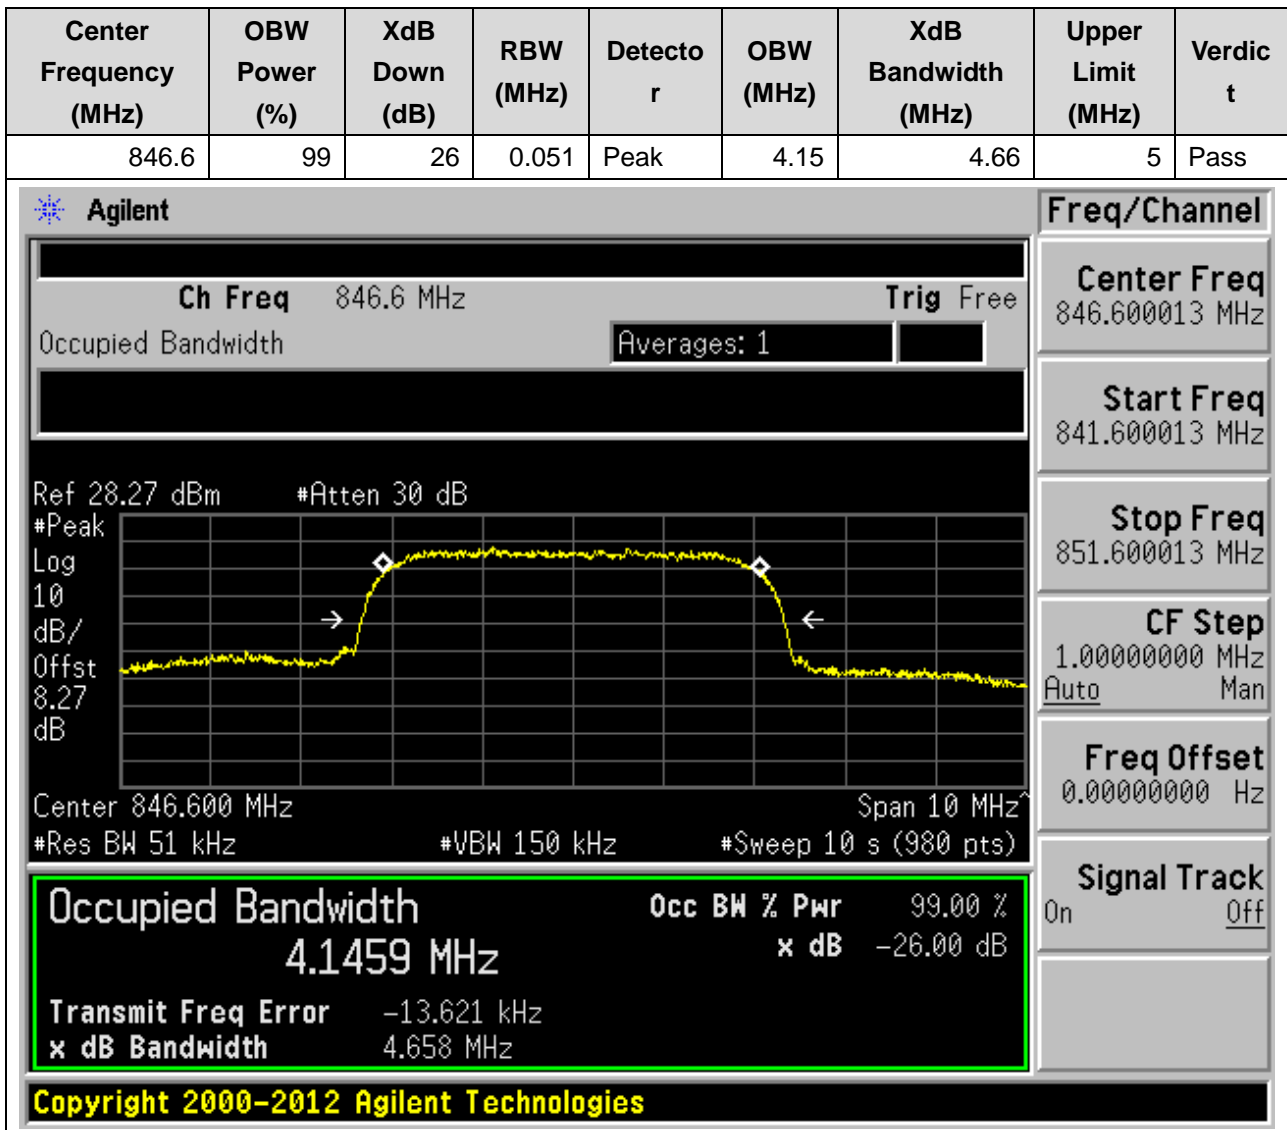 Center Frequency (MHz) OBW Power (%) XdB Down (dB) RBW (MHz) Detector OBW (MHz) XdB Bandwidth (MHz) Upper Limit (MHz) Verdict
846.6 99 26 0.051 Peak 4.15 4.66 5 Pass
Agilent
Freq/Channel
Ch Freq 846.6 MHz Trig Free
Occupied Bandwidth Averages: 1
Center Freq
846.600013 MHz
Start Freq
841.600013 MHz
Stop Freq
851.600013 MHz
CF Step
1.00000000 MHz
Auto Man
Freq Offset
0.00000000 Hz
Signal Track
On Off
Ref 28.27 dBm #Atten 30 dB
#Peak
Log
10
dB/
Offst
8.27
dB
Center 846.600 MHz Span 10 MHz^
#Res BW 51 kHz #VBW 150 kHz #Sweep 10 s (980 pts)
Occupied Bandwidth Occ BW % Pwr 99.00 %
4.1459 MHz x dB -26.00 dB
Transmit Freq Error -13.621 kHz
x dB Bandwidth 4.658 MHz
Copyright 2000-2012 Agilent Technologies